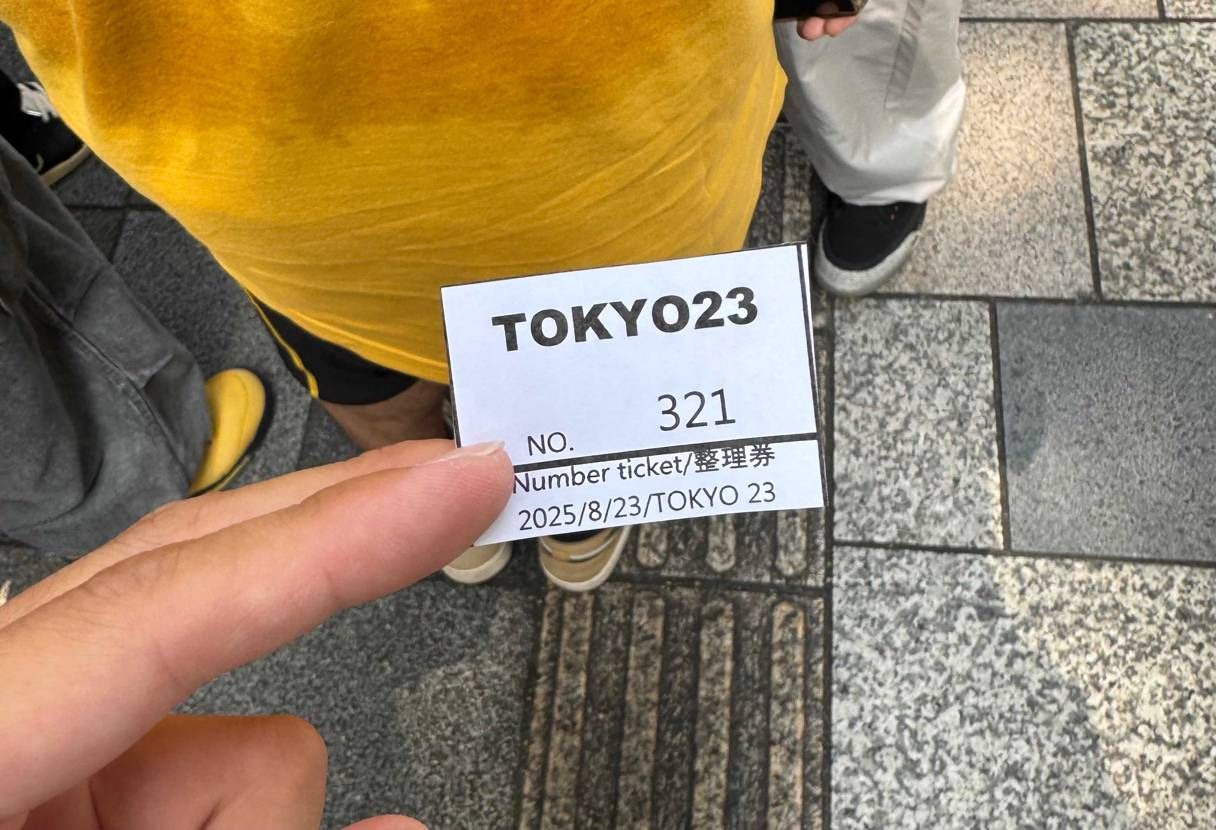 TOKYO23
NO. 321
Number ticket/整理券
2025/8/23/TOKYO 23